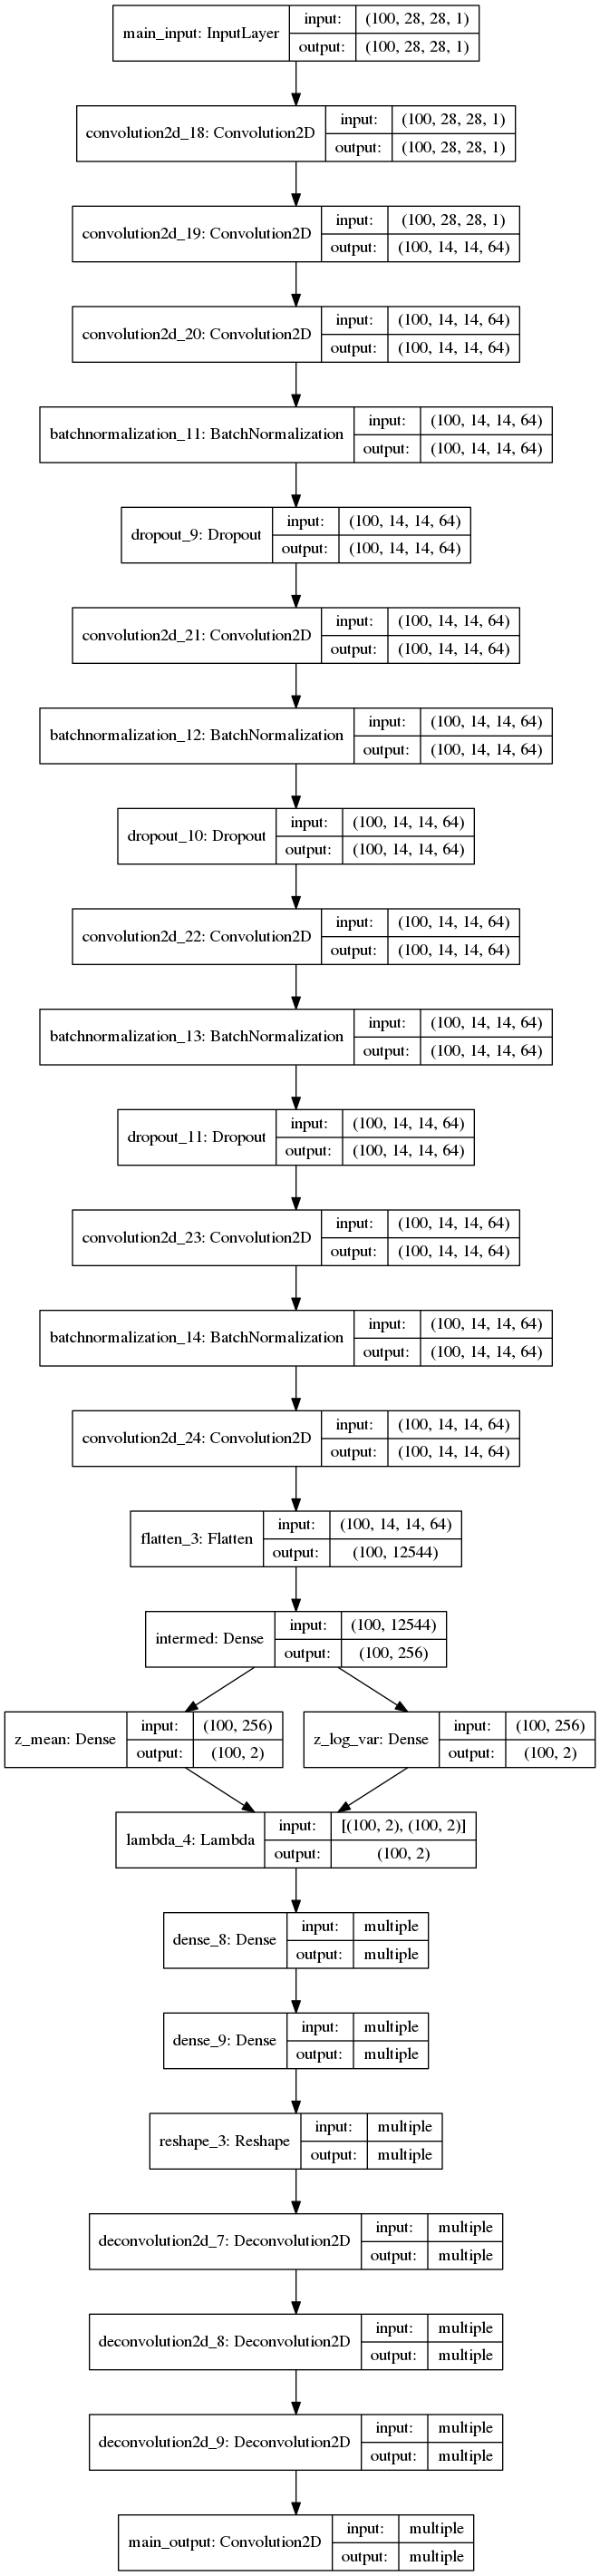 main_input: InputLayer
input: (100, 28, 28, 1)
output: (100, 28, 28, 1)
convolution2d_18: Convolution2D
input: (100, 28, 28, 1)
output: (100, 28, 28, 1)
convolution2d_19: Convolution2D
input: (100, 28, 28, 1)
output: (100, 14, 14, 64)
convolution2d_20: Convolution2D
input: (100, 14, 14, 64)
output: (100, 14, 14, 64)
batchnormalization_11: BatchNormalization
input: (100, 14, 14, 64)
output: (100, 14, 14, 64)
dropout_9: Dropout
input: (100, 14, 14, 64)
output: (100, 14, 14, 64)
convolution2d_21: Convolution2D
input: (100, 14, 14, 64)
output: (100, 14, 14, 64)
batchnormalization_12: BatchNormalization
input: (100, 14, 14, 64)
output: (100, 14, 14, 64)
dropout_10: Dropout
input: (100, 14, 14, 64)
output: (100, 14, 14, 64)
convolution2d_22: Convolution2D
input: (100, 14, 14, 64)
output: (100, 14, 14, 64)
batchnormalization_13: BatchNormalization
input: (100, 14, 14, 64)
output: (100, 14, 14, 64)
dropout_11: Dropout
input: (100, 14, 14, 64)
output: (100, 14, 14, 64)
convolution2d_23: Convolution2D
input: (100, 14, 14, 64)
output: (100, 14, 14, 64)
batchnormalization_14: BatchNormalization
input: (100, 14, 14, 64)
output: (100, 14, 14, 64)
convolution2d_24: Convolution2D
input: (100, 14, 14, 64)
output: (100, 14, 14, 64)
flatten_3: Flatten
input: (100, 14, 14, 64)
output: (100, 12544)
intermed: Dense
input: (100, 12544)
output: (100, 256)
z_mean: Dense
input: (100, 256)
output: (100, 2)
z_log_var: Dense
input: (100, 256)
output: (100, 2)
lambda_4: Lambda
input: [(100, 2), (100, 2)]
output: (100, 2)
dense_8: Dense
input: multiple
output: multiple
dense_9: Dense
input: multiple
output: multiple
reshape_3: Reshape
input: multiple
output: multiple
deconvolution2d_7: Deconvolution2D
input: multiple
output: multiple
deconvolution2d_8: Deconvolution2D
input: multiple
output: multiple
deconvolution2d_9: Deconvolution2D
input: multiple
output: multiple
main_output: Convolution2D
input: multiple
output: multiple